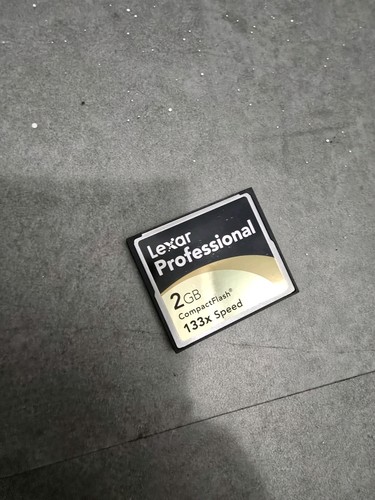 Lexar
Professional
2GB
CompactFlash®
133x Speed